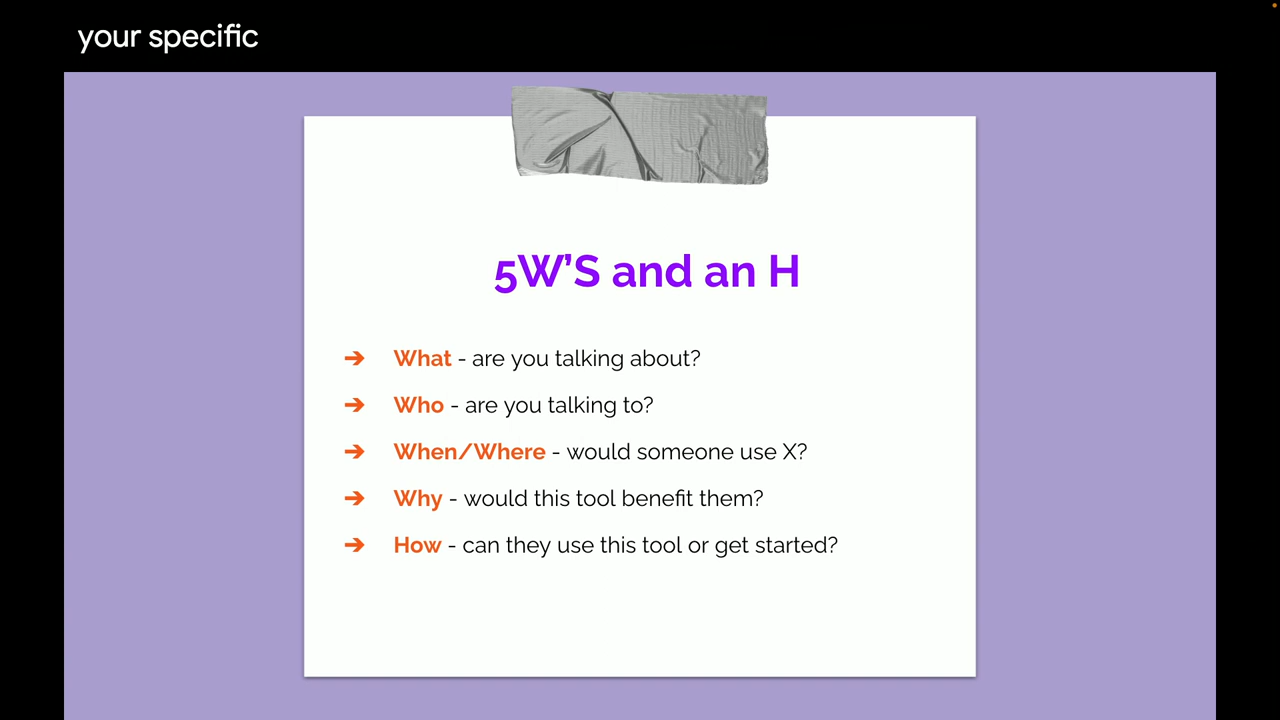 your specific
5W’S and an H
➔ What - are you talking about?
➔ Who - are you talking to?
➔ When/Where - would someone use X?
➔ Why - would this tool benefit them?
➔ How - can they use this tool or get started?